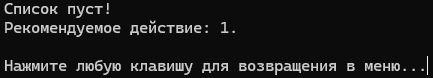 Список пуст!
Рекомендуемое действие: 1.
Нажмите любую клавишу для возвращения в меню...